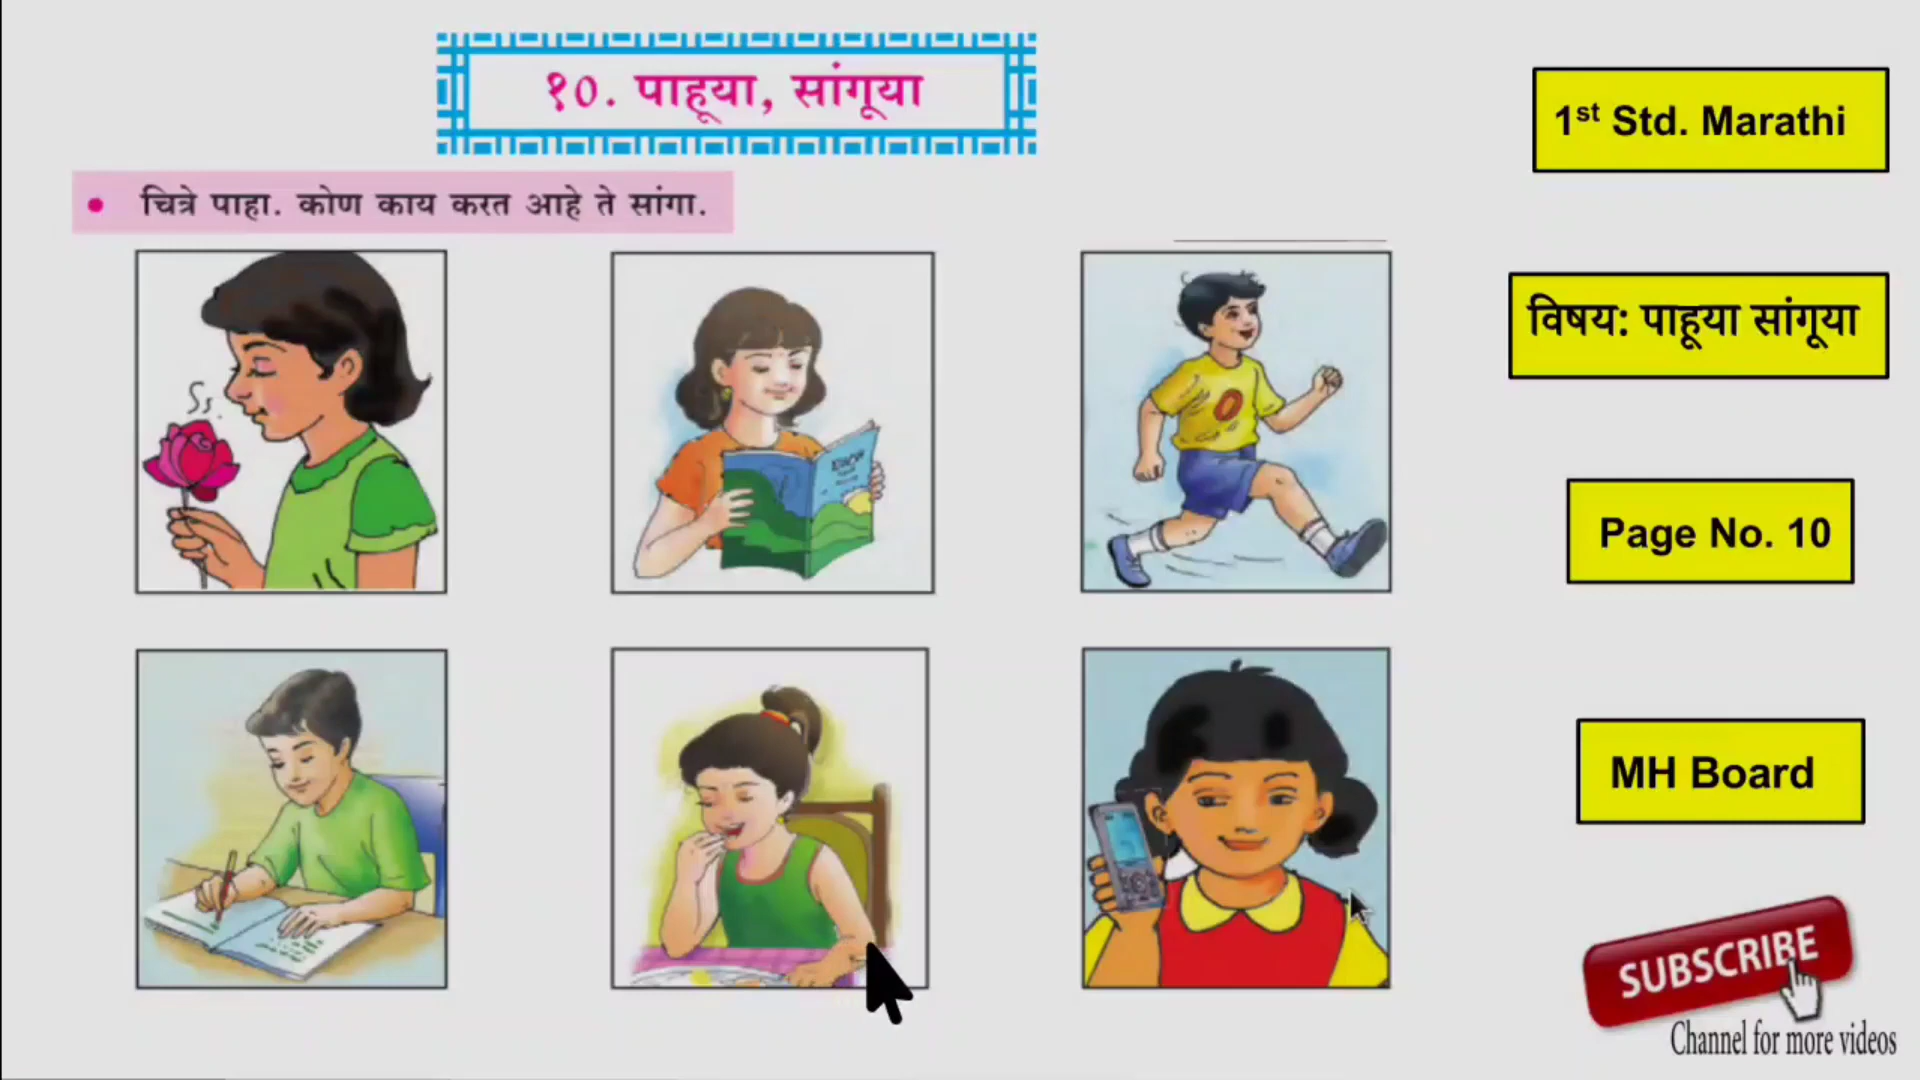 १०. पाहूया, सांगूया
• चित्रे पाहा. कोण काय करत आहे ते सांगा.
1st Std. Marathi
विषय: पाहूया सांगूया
Page No. 10
MH Board
SUBSCRIBE
Channel for more videos